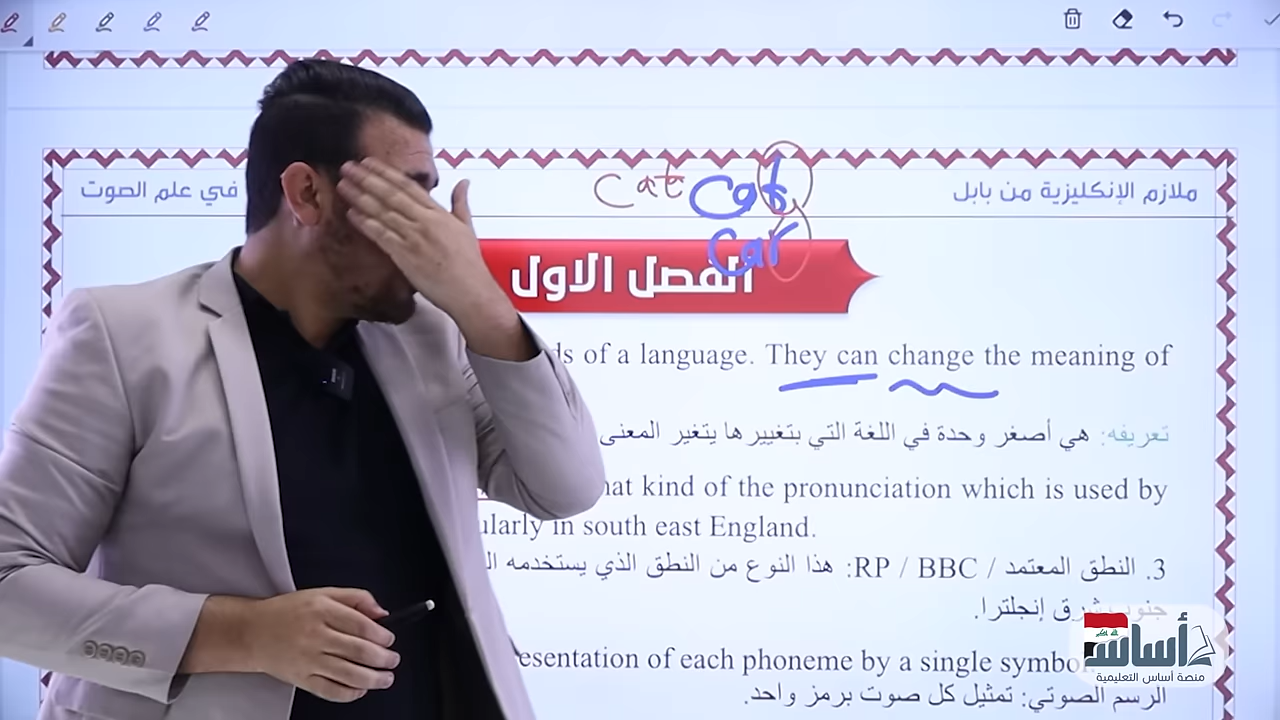 ملازم الإنكليزية من بابل
في علم الصوت
cat cat
car
الفصل الاول
ds of a language. They can change the meaning of
تعريفه: هي أصغر وحدة في اللغة التي بتغييرها يتغير المعنى
hat kind of the pronunciation which is used by
ularly in south east England.
3. النطق المعتمد / RP / BBC: هذا النوع من النطق الذي يستخدمه
جنوب شرق إنجلترا.
esentation of each phoneme by a single symbol
الرسم الصوتي: تمثيل كل صوت برمز واحد.
أساس
منصة أساس التعليمية